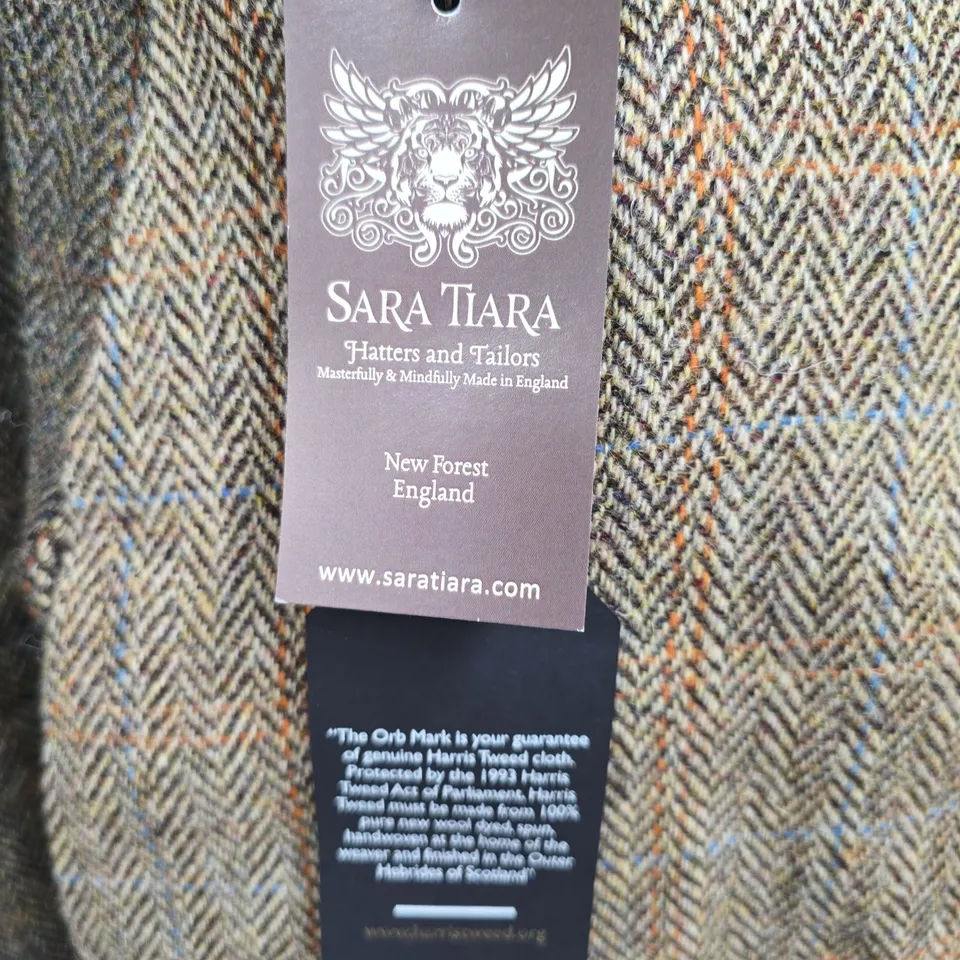 SARA TIARA
Hatters and Tailors
Masterfully & Mindfully Made in England
New Forest
England
www.saratiara.com
"The Orb Mark is your guarantee
of genuine Harris Tweed cloth.
Protected by the 1993 Harris
Tweed Act of Parliament, Harris
Tweed must be made from 100%
pure new wool dyed, spun,
handwoven at the home of the
weaver and finished in the Outer
Hebrides of Scotland"
www.harristweed.org